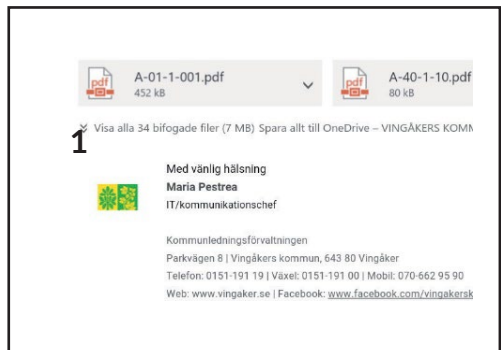 A-01-1-001.pdf
452 kB
A-40-1-10.pdf
80 kB
Visa alla 34 bifogade filer (7 MB) Spara allt till OneDrive – VINGÅKERS KOMM
1
Med vänlig hälsning
Maria Pestrea
IT/kommunikationschef
Kommunledningsförvaltningen
Parkvägen 8 | Vingåkers kommun, 643 80 Vingåker
Telefon: 0151-191 19 | Växel: 0151-191 00 | Mobil: 070-662 95 90
Web: www.vingaker.se | Facebook: www.facebook.com/vingakersk